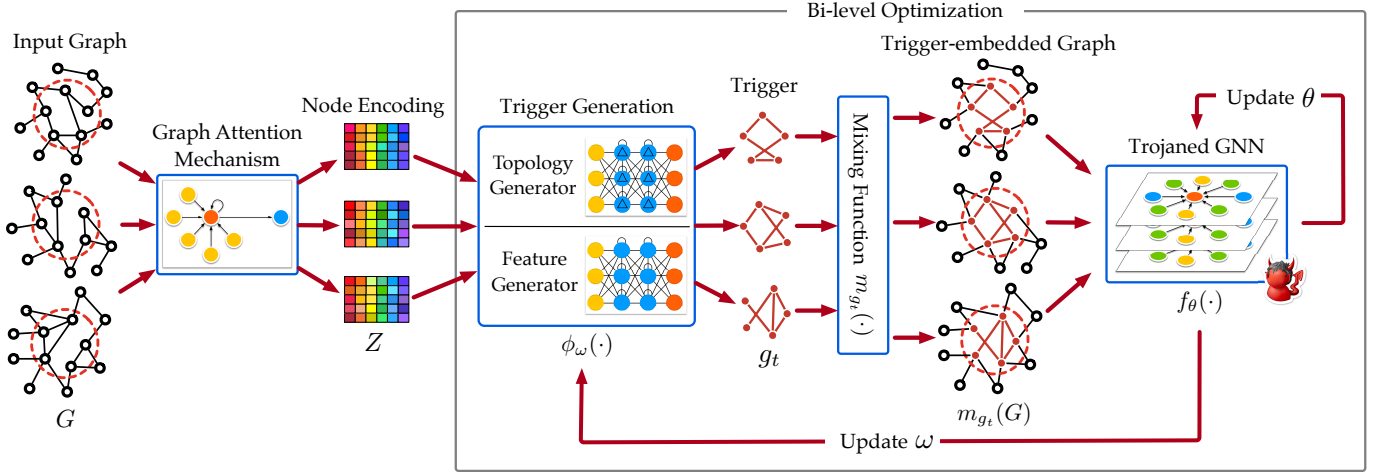 Bi-level Optimization
Input Graph
Trigger-embedded Graph
Node Encoding
Trigger Generation
Trigger
Update θ
Graph Attention
Mechanism
Topology
Generator
Feature
Generator
Mixing Function m_{g_t}(·)
Trojaned GNN
f_θ(·)
Z
ϕ_ω(·)
g_t
G
m_{g_t}(G)
Update ω